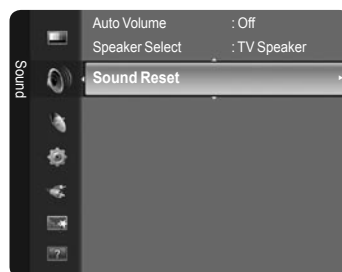 Sound
Auto Volume : Off
Speaker Select : TV Speaker
Sound Reset
?